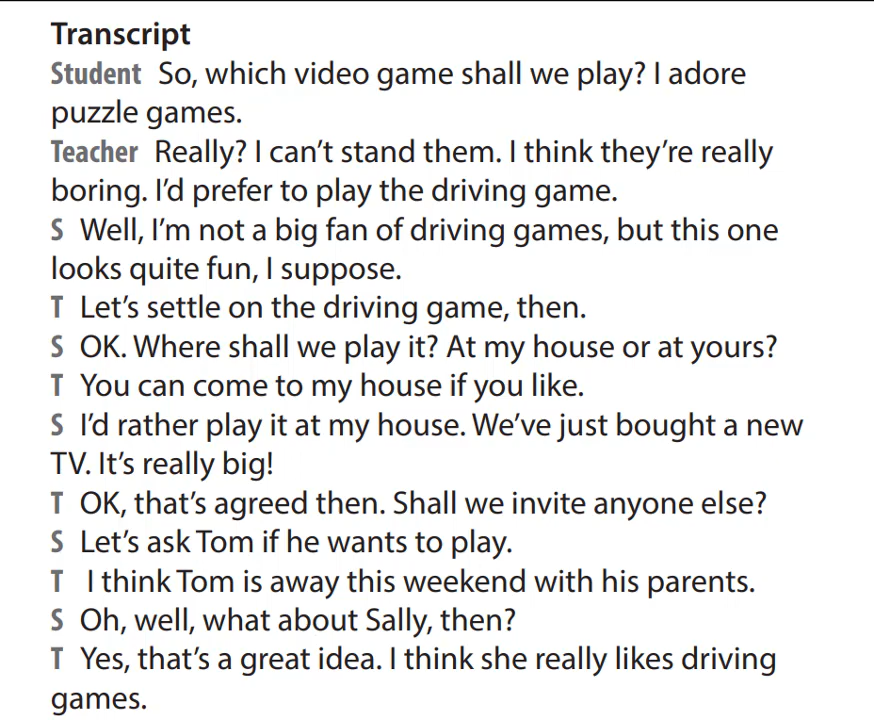 Transcript
Student So, which video game shall we play? I adore
puzzle games.
Teacher Really? I can’t stand them. I think they’re really
boring. I’d prefer to play the driving game.
S Well, I’m not a big fan of driving games, but this one
looks quite fun, I suppose.
T Let’s settle on the driving game, then.
S OK. Where shall we play it? At my house or at yours?
T You can come to my house if you like.
S I’d rather play it at my house. We’ve just bought a new
TV. It’s really big!
T OK, that’s agreed then. Shall we invite anyone else?
S Let’s ask Tom if he wants to play.
T I think Tom is away this weekend with his parents.
S Oh, well, what about Sally, then?
T Yes, that’s a great idea. I think she really likes driving
games.